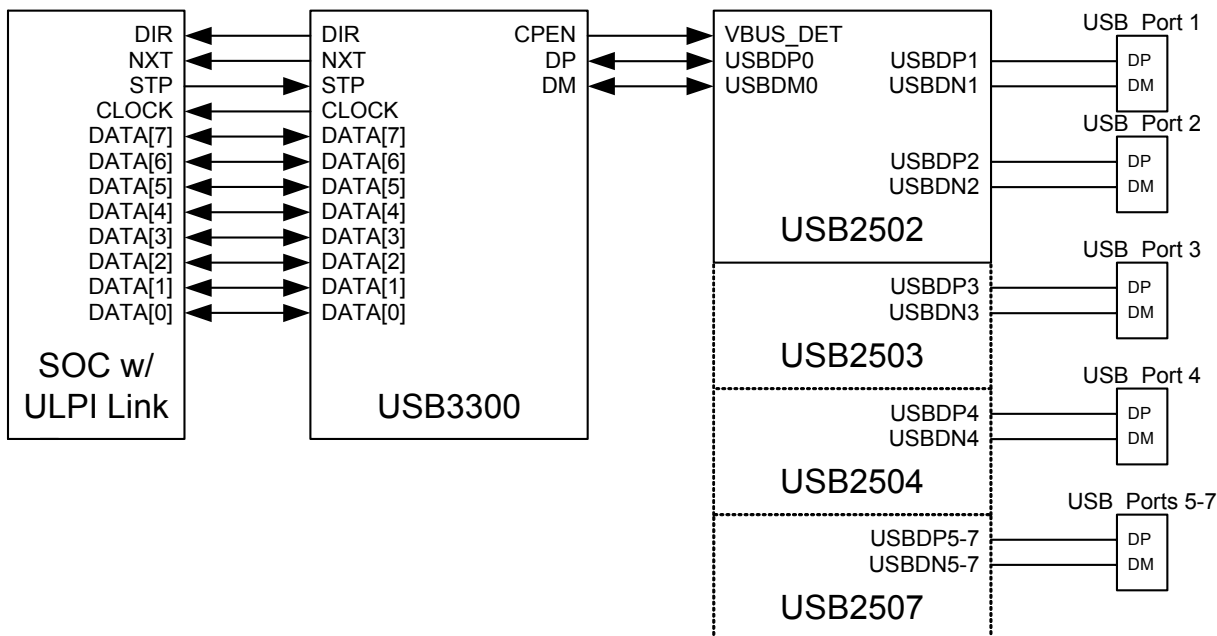 DIR
NXT
STP
CLOCK
DATA[7]
DATA[6]
DATA[5]
DATA[4]
DATA[3]
DATA[2]
DATA[1]
DATA[0]
SOC w/
ULPI Link
DIR
NXT
STP
CLOCK
DATA[7]
DATA[6]
DATA[5]
DATA[4]
DATA[3]
DATA[2]
DATA[1]
DATA[0]
CPEN
DP
DM
USB3300
VBUS_DET
USBDP0
USBDM0
USBDP1
USBDN1
USBDP2
USBDN2
USB2502
USBDP3
USBDN3
USB2503
USBDP4
USBDN4
USB2504
USBDP5-7
USBDN5-7
USB2507
USB Port 1
DP
DM
USB Port 2
DP
DM
USB Port 3
DP
DM
USB Port 4
DP
DM
USB Ports 5-7
DP
DM